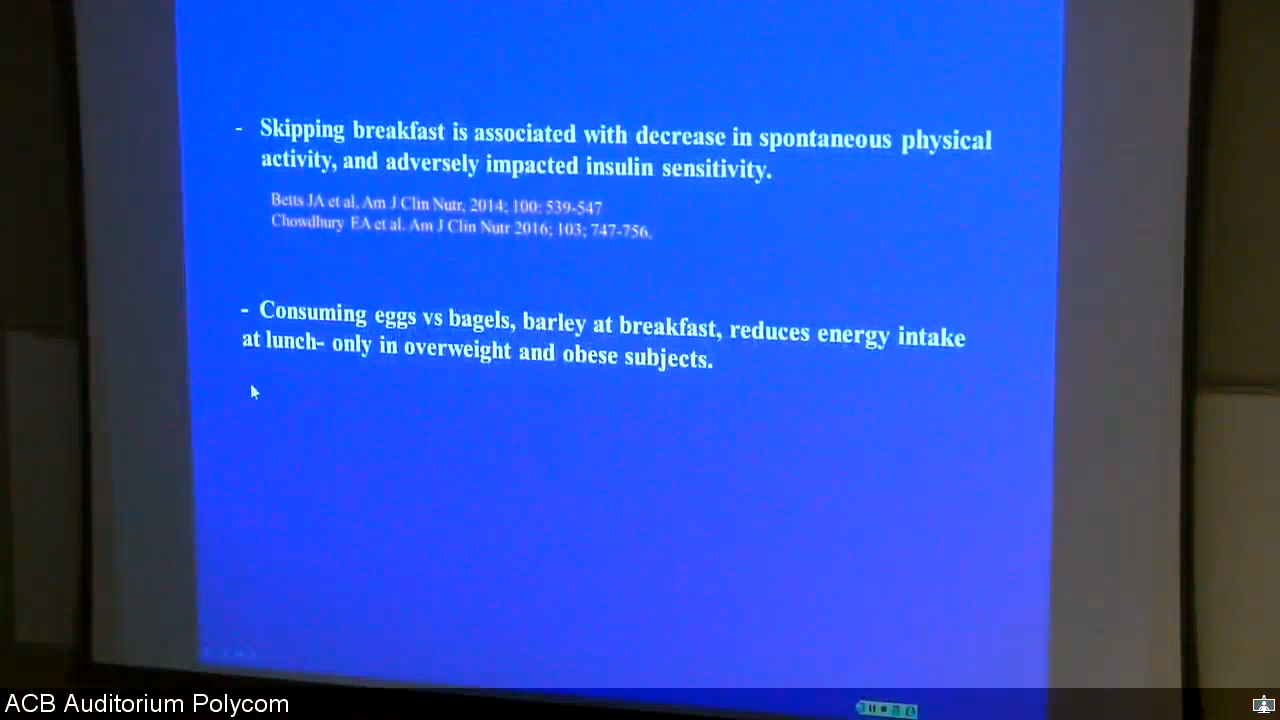 - Skipping breakfast is associated with decrease in spontaneous physical
activity, and adversely impacted insulin sensitivity.
Betts JA et al, Am J Clin Nutr, 2014; 100: 539-547
Chowdhury EA et al. Am J Clin Nutr 2016; 103; 747-756.
- Consuming eggs vs bagels, barley at breakfast, reduces energy intake
at lunch- only in overweight and obese subjects.
ACB Auditorium Polycom